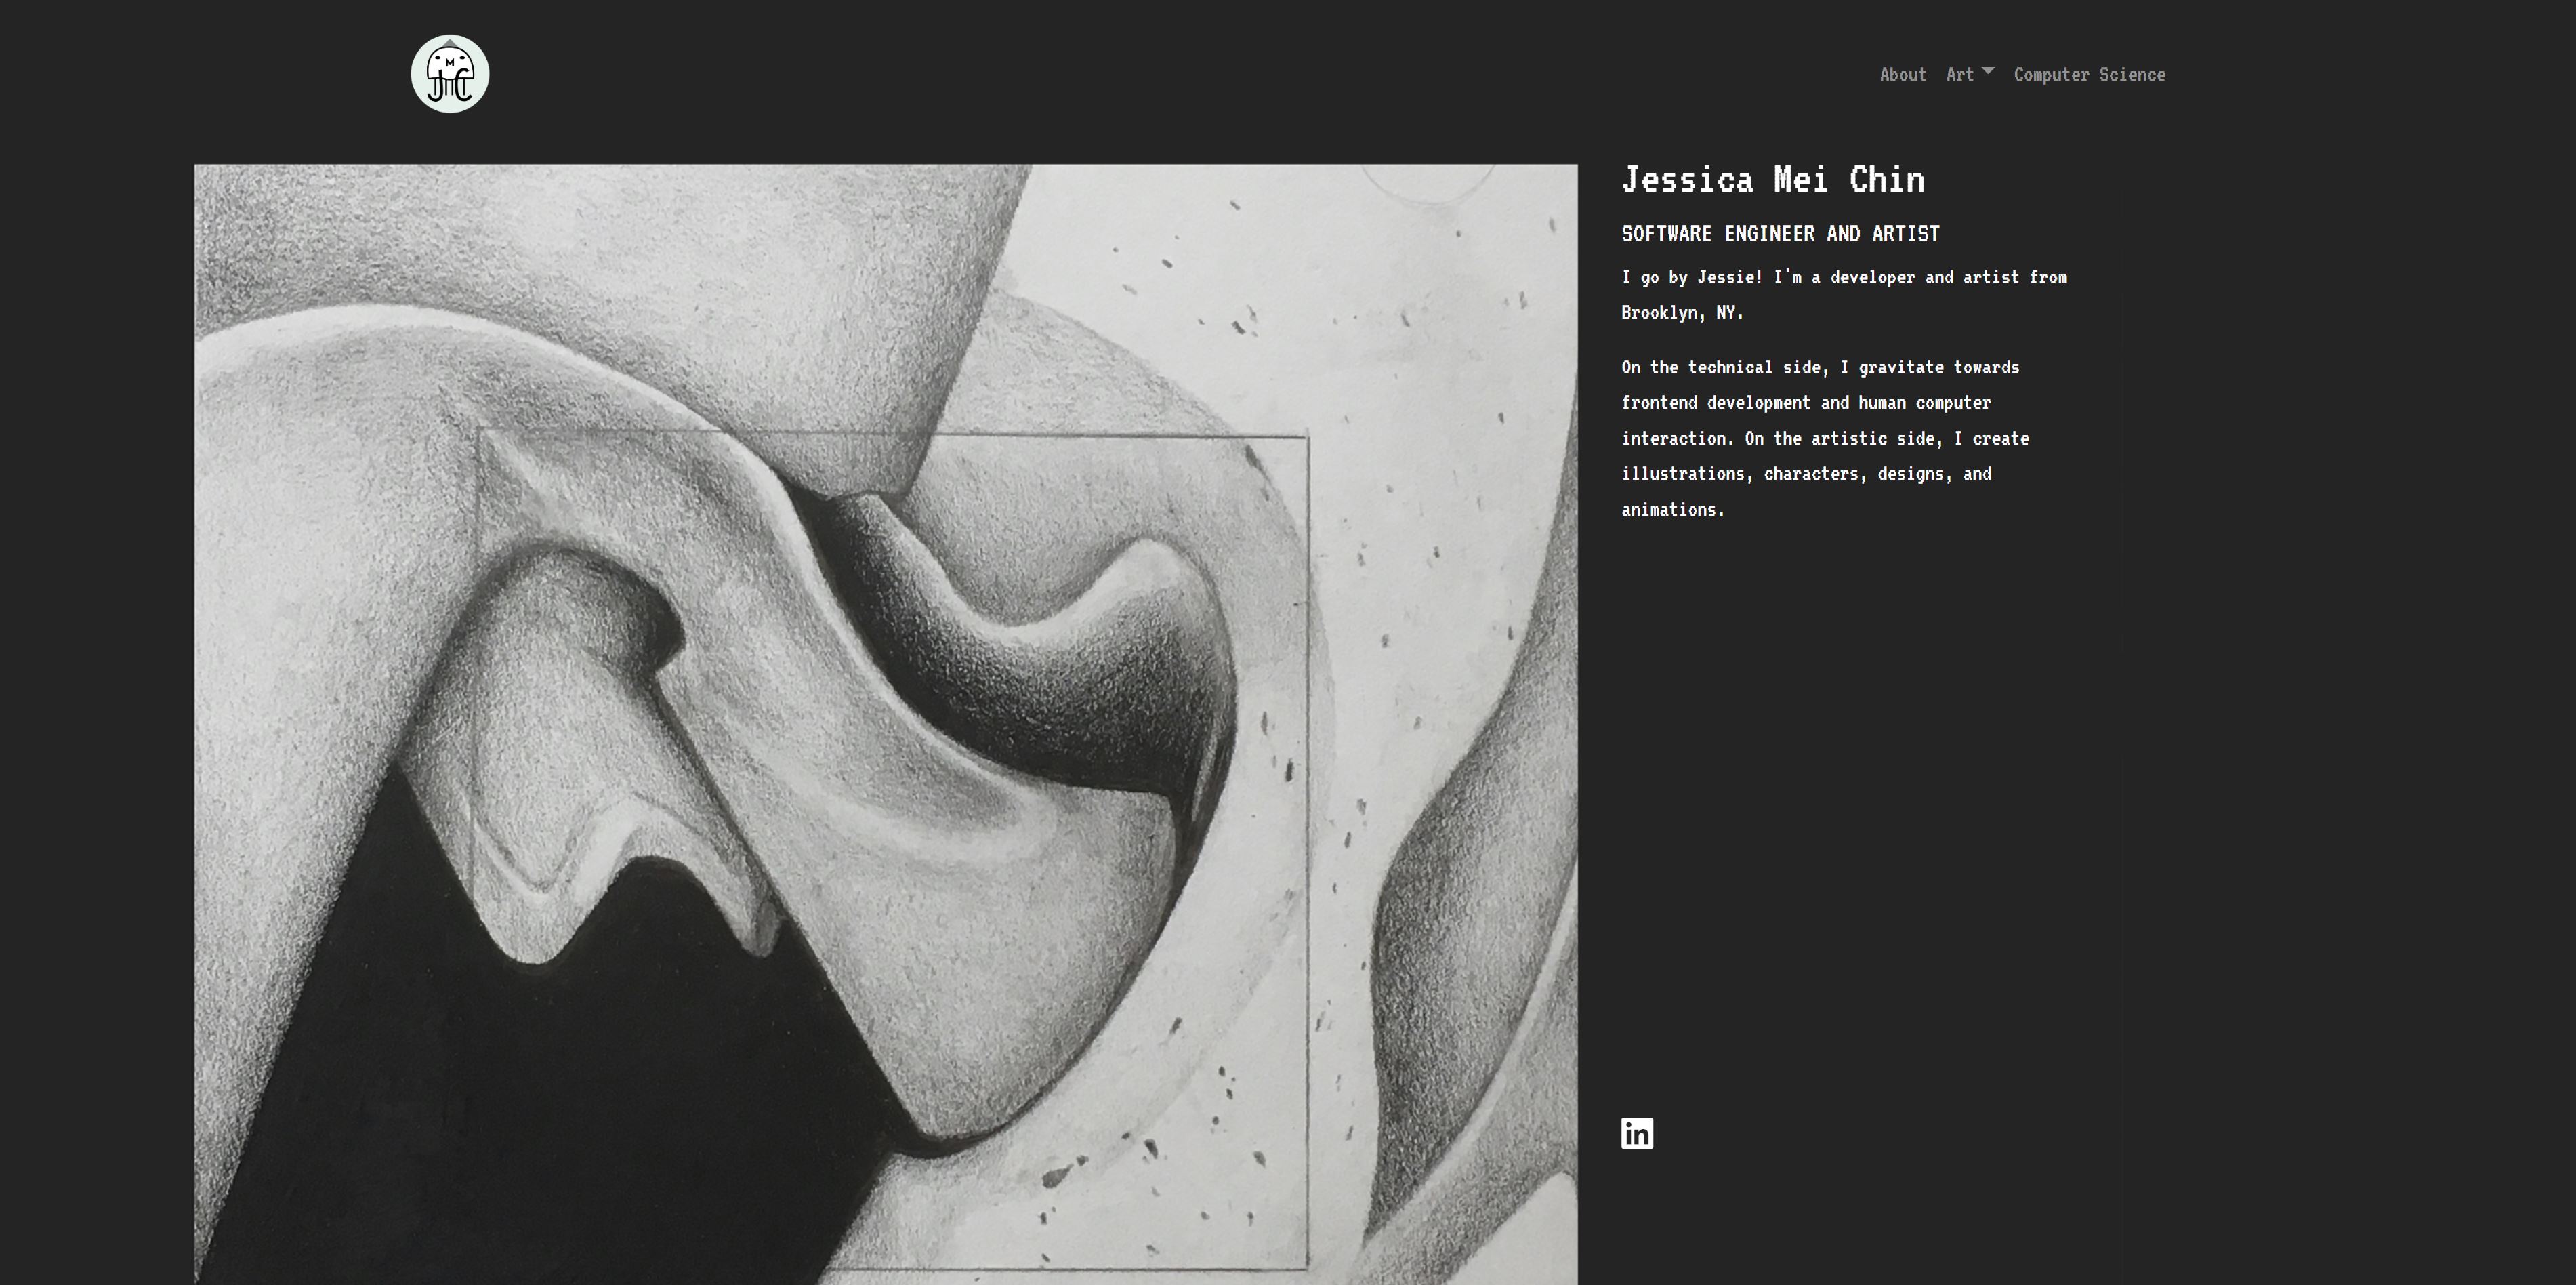 M
JC
About Art Computer Science
Jessica Mei Chin
SOFTWARE ENGINEER AND ARTIST
I go by Jessie! I'm a developer and artist from
Brooklyn, NY.
On the technical side, I gravitate towards
frontend development and human computer
interaction. On the artistic side, I create
illustrations, characters, designs, and
animations.
in